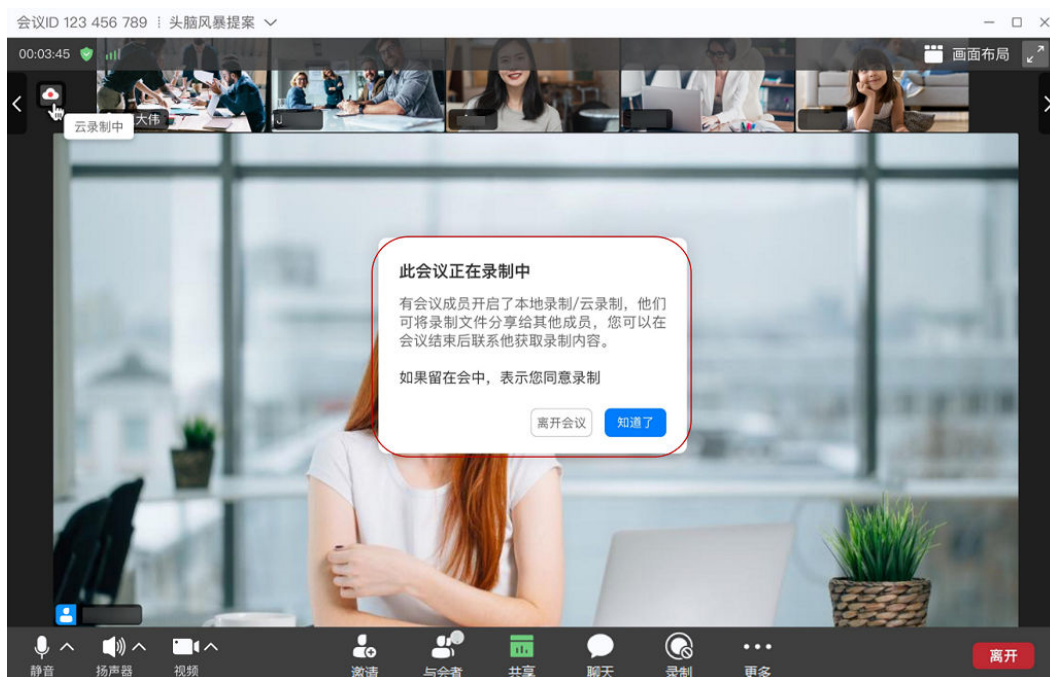 会议ID 123 456 789 ⁝ 头脑风暴提案
00:03:45
画面布局
云录制中
大伟
J
此会议正在录制中
有会议成员开启了本地录制/云录制，他们
可将录制文件分享给其他成员，您可以在
会议结束后联系他获取录制内容。
如果留在会中，表示您同意录制
离开会议
知道了
静音
扬声器
视频
邀请
与会者
共享
聊天
录制
更多
离开